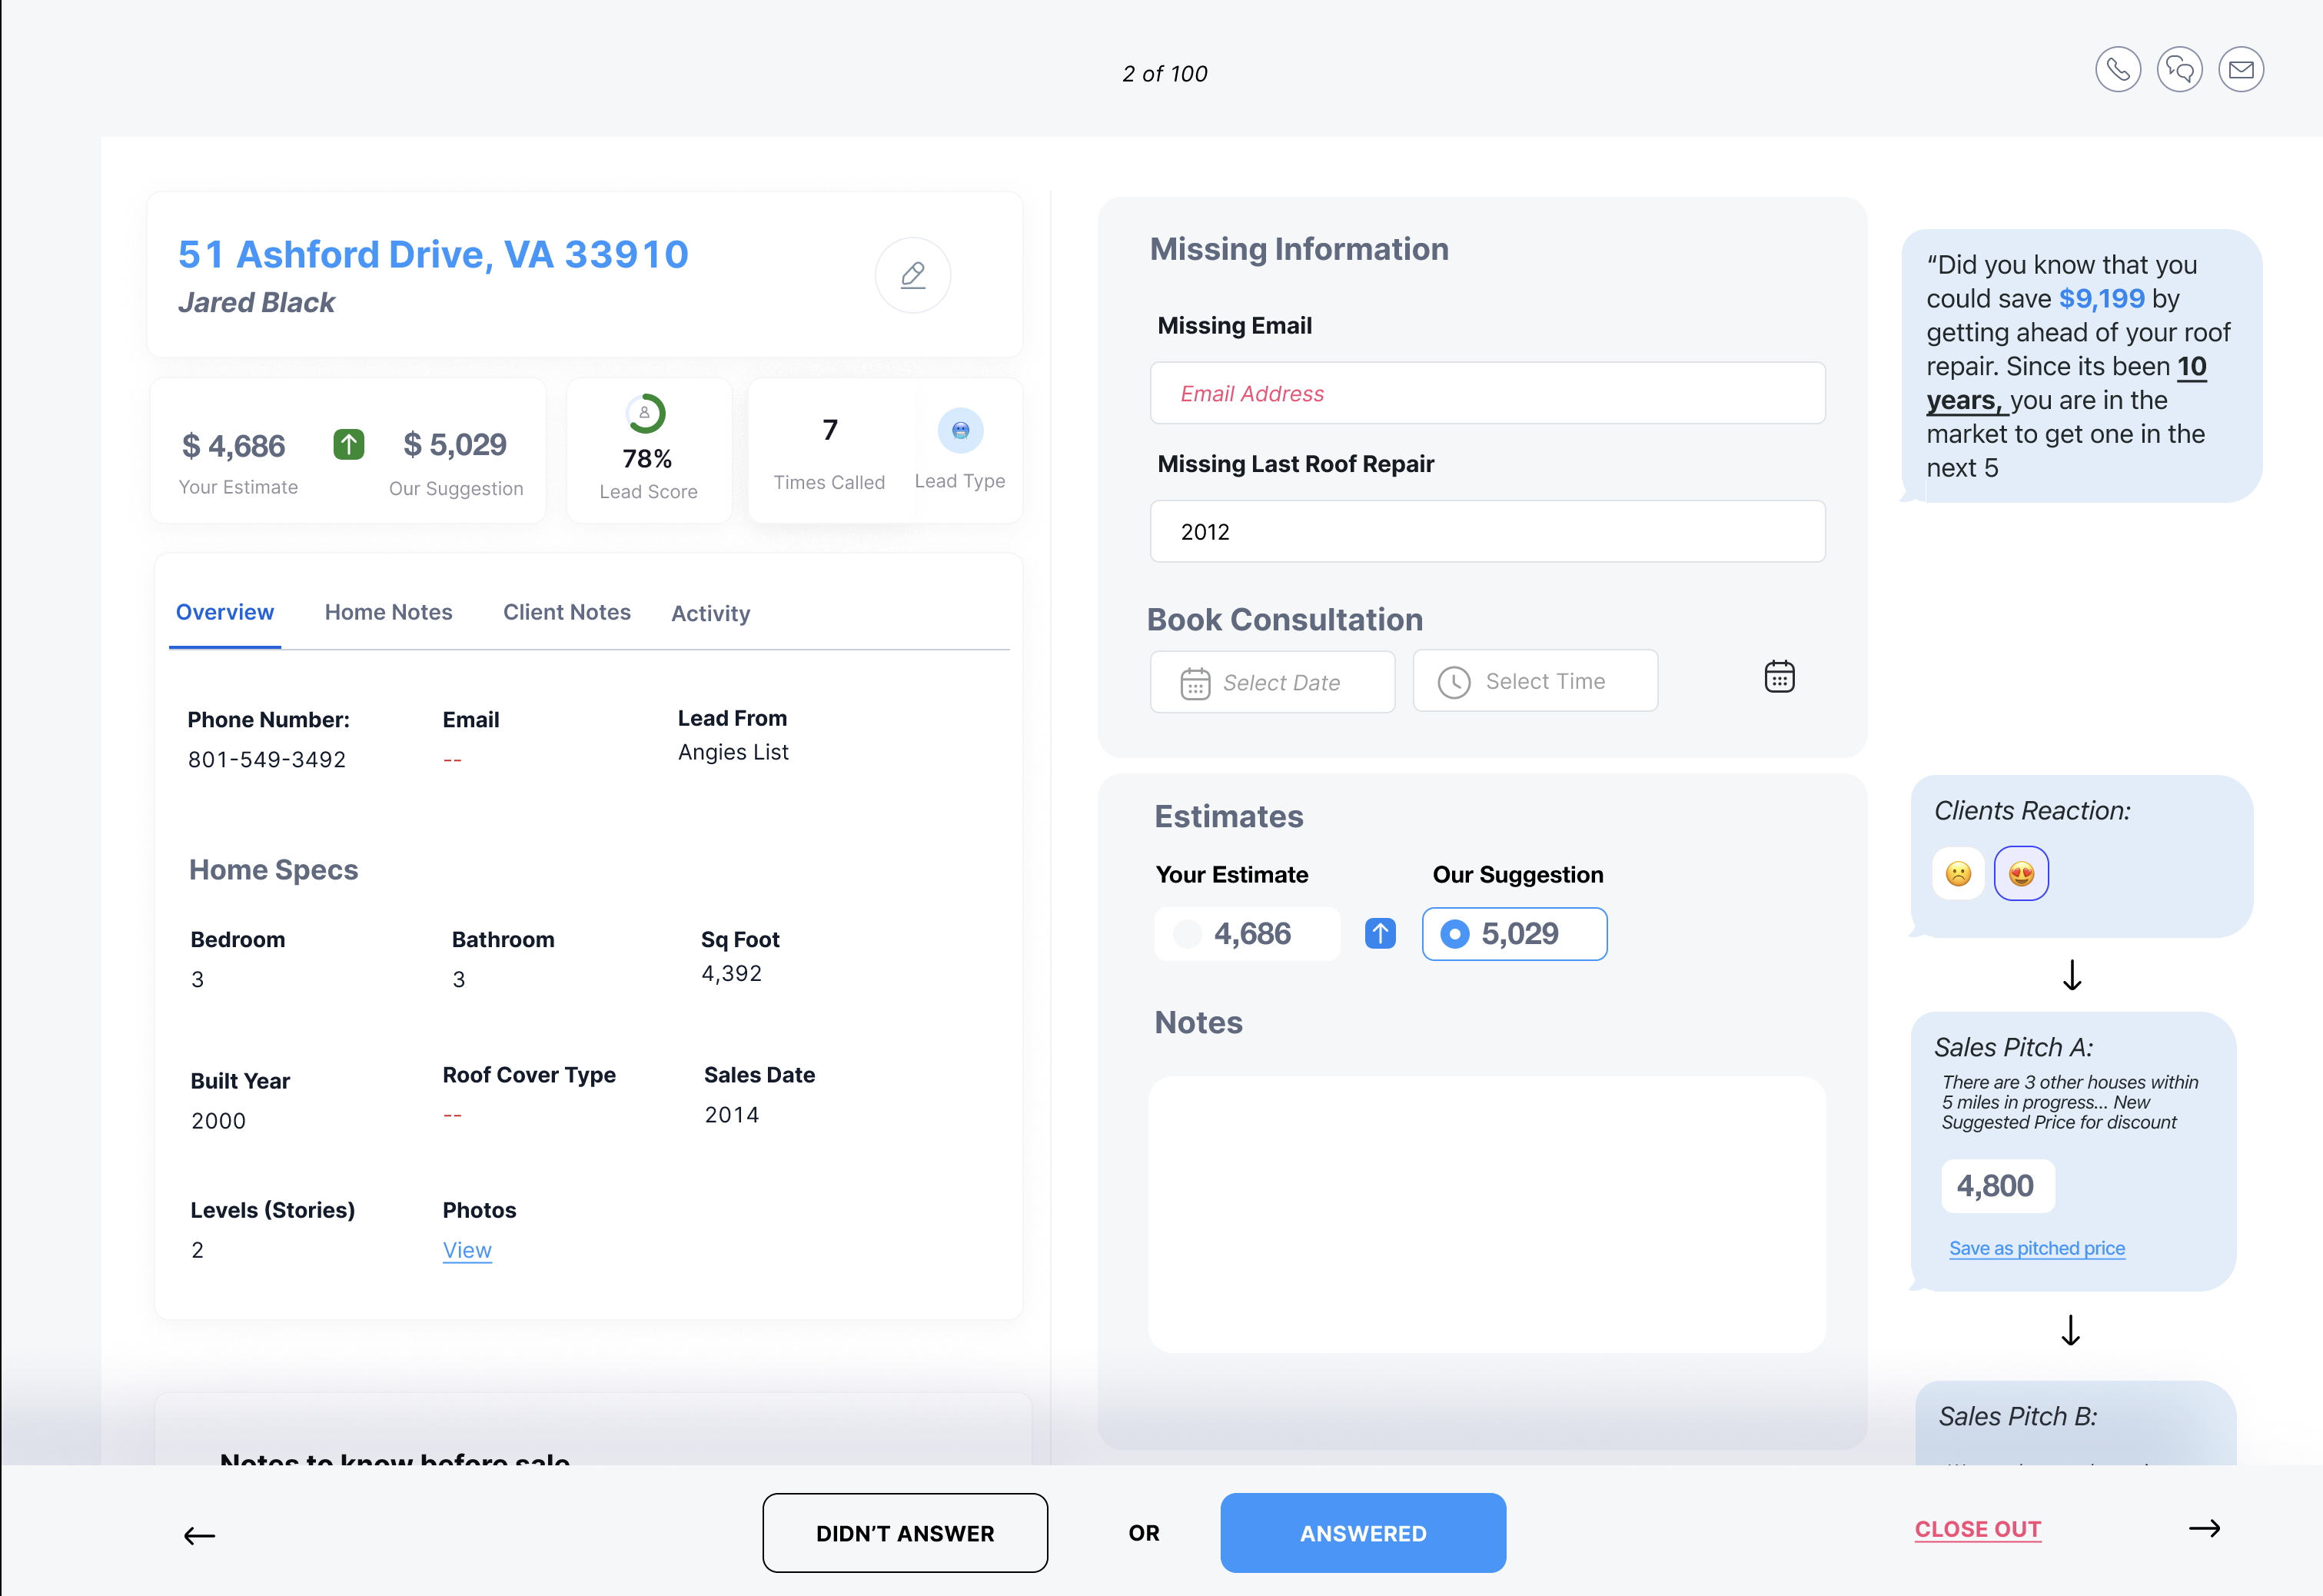 2 of 100
51 Ashford Drive, VA 33910
Jared Black
$ 4,686
$ 5,029
Your Estimate
Our Suggestion
78%
Lead Score
7
Times Called
Lead Type
Overview
Home Notes
Client Notes
Activity
Phone Number:
801-549-3492
Email
--
Lead From
Angies List
Home Specs
Bedroom
3
Bathroom
3
Sq Foot
4,392
Built Year
2000
Roof Cover Type
--
Sales Date
2014
Levels (Stories)
2
Photos
View
Notes to know before sale
Missing Information
Missing Email
Email Address
Missing Last Roof Repair
2012
Book Consultation
Select Date
Select Time
Estimates
Your Estimate
Our Suggestion
4,686
5,029
Notes
“Did you know that you
could save $9,199 by
getting ahead of your roof
repair. Since its been 10
years, you are in the
market to get one in the
next 5
Clients Reaction:
Sales Pitch A:
There are 3 other houses within
5 miles in progress... New
Suggested Price for discount
4,800
Save as pitched price
Sales Pitch B:
DIDN’T ANSWER
OR
ANSWERED
CLOSE OUT